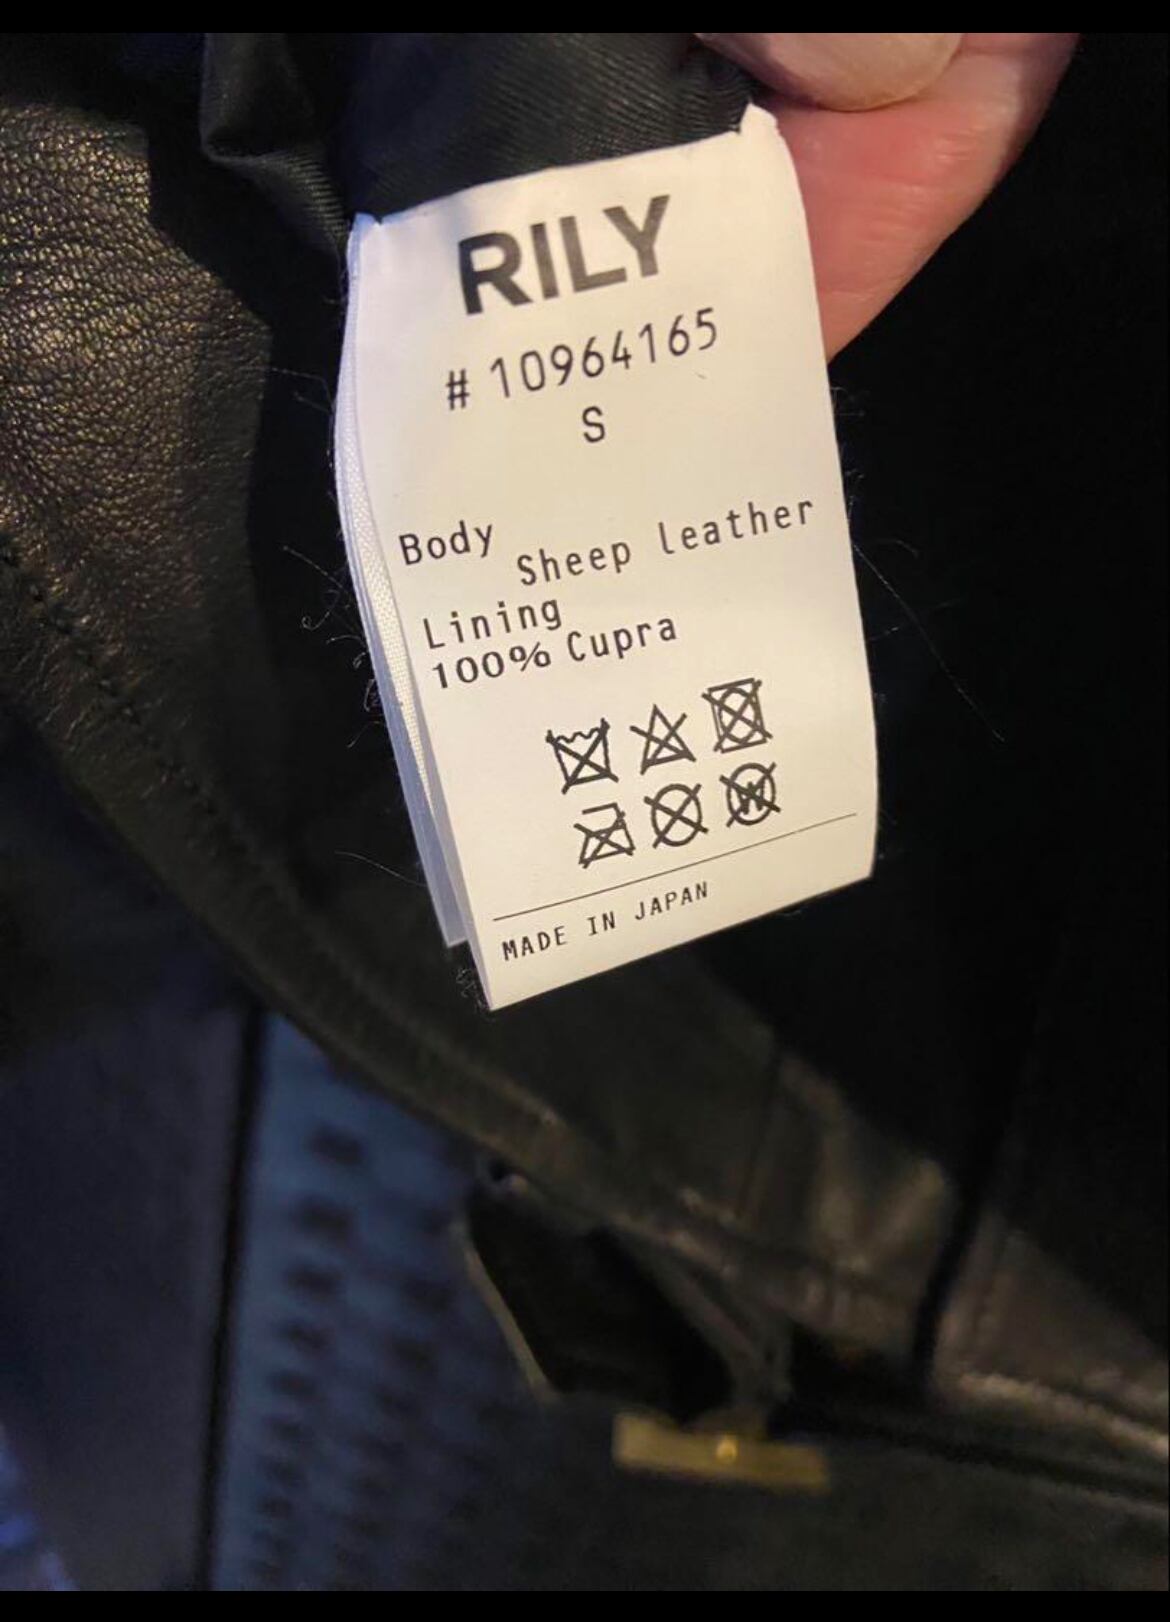 RILY
# 10964165
S
Body
Sheep leather
Lining
100% Cupra
W
MADE IN JAPAN